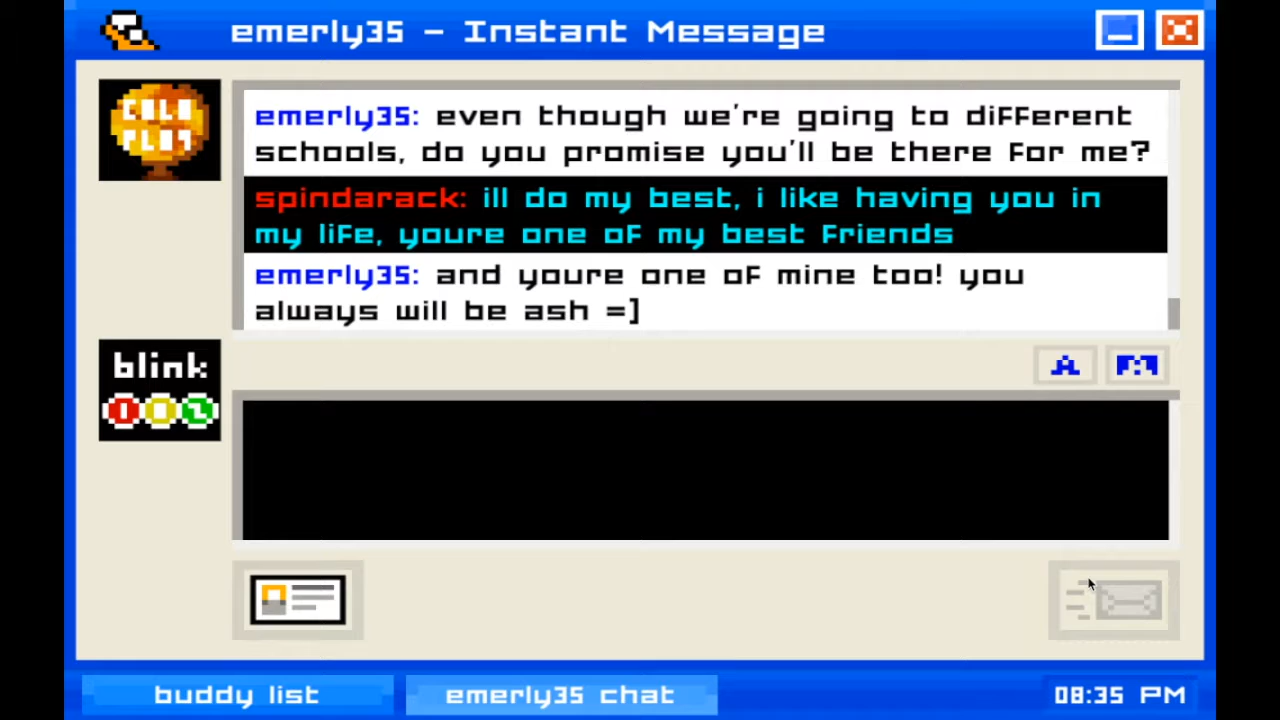 emerly35 - Instant Message
COLD
PLAY
emerly35: even though we're going to different
schools, do you promise you'll be there for me?
spindarack: ill do my best, i like having you in
my life, youre one of my best friends
emerly35: and youre one of mine too! you
always will be ash =]
blink
182
A
buddy list
emerly35 chat
08:35 PM